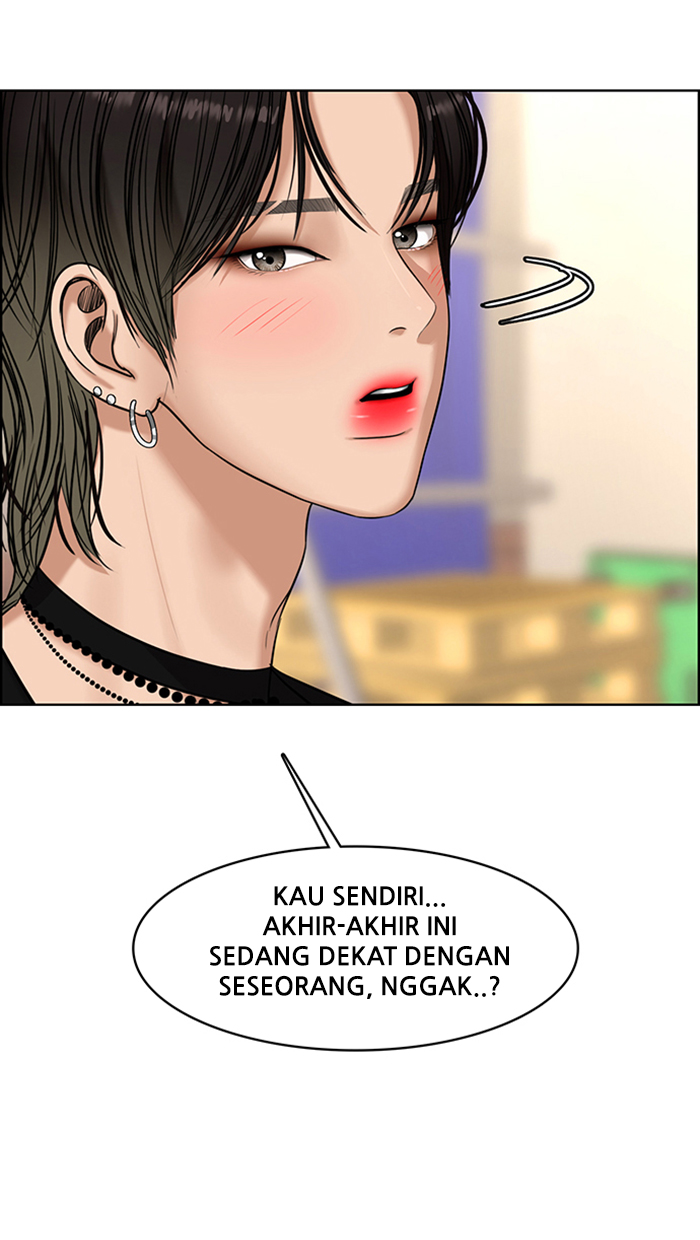 KAU SENDIRI...
AKHIR-AKHIR INI
SEDANG DEKAT DENGAN
SESEORANG, NGGAK..?